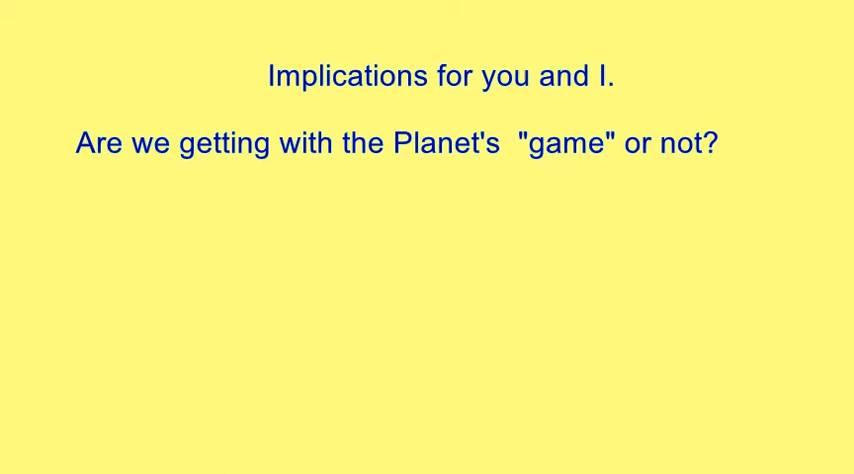 Implications for you and I.
Are we getting with the Planet's  "game" or not?